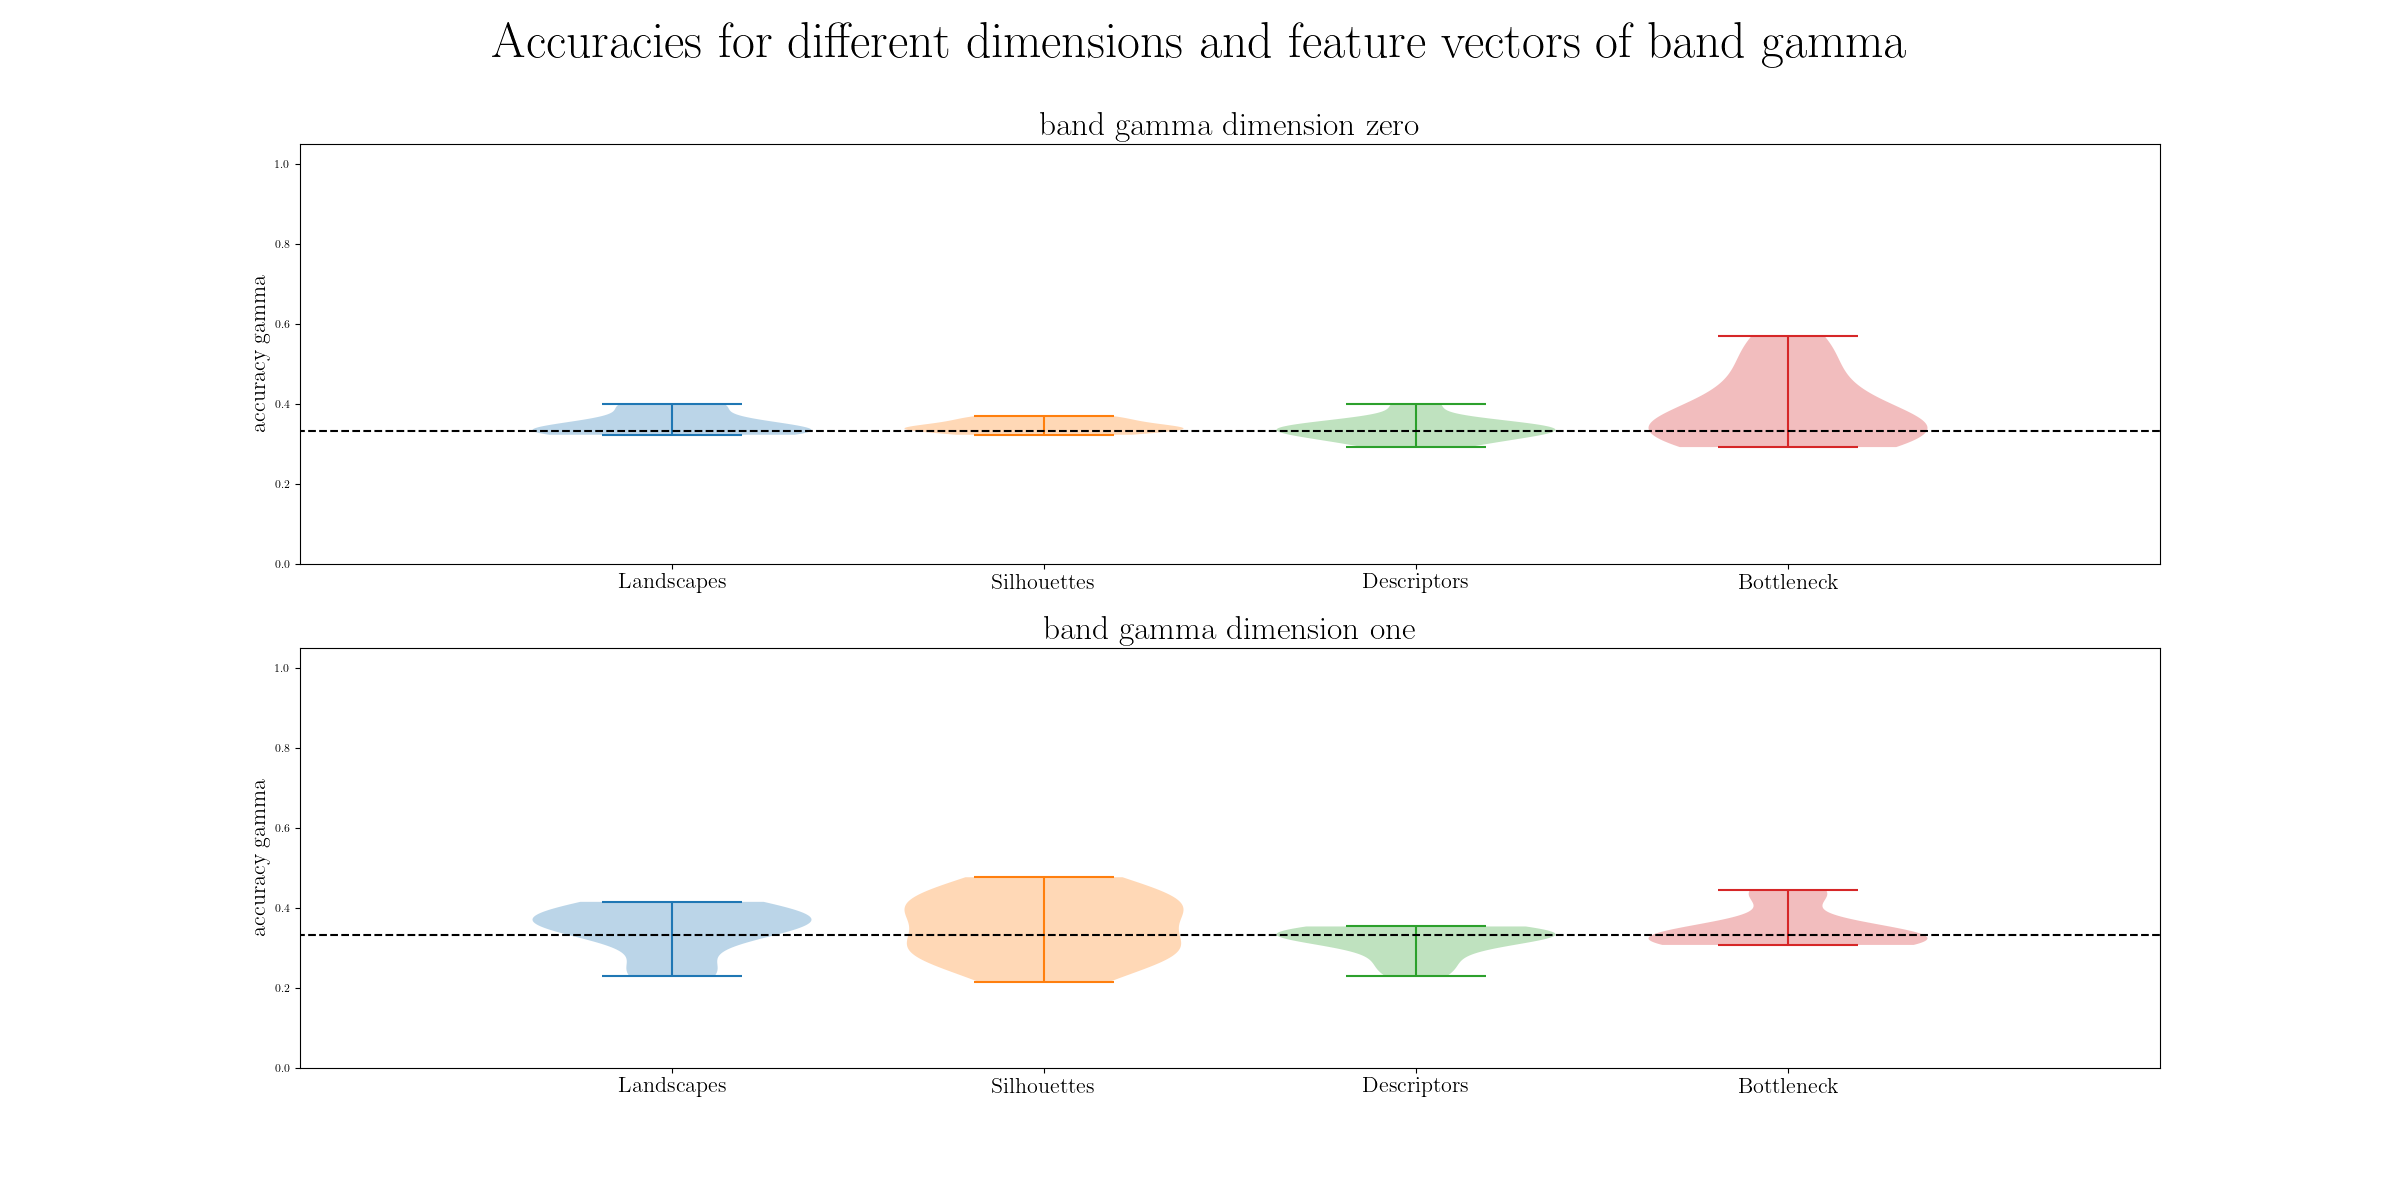 Accuracies for different dimensions and feature vectors of band gamma
band gamma dimension zero
accuracy gamma
1.0
0.8
0.6
0.4
0.2
0.0
Landscapes Silhouettes Descriptors Bottleneck
band gamma dimension one
accuracy gamma
1.0
0.8
0.6
0.4
0.2
0.0
Landscapes Silhouettes Descriptors Bottleneck